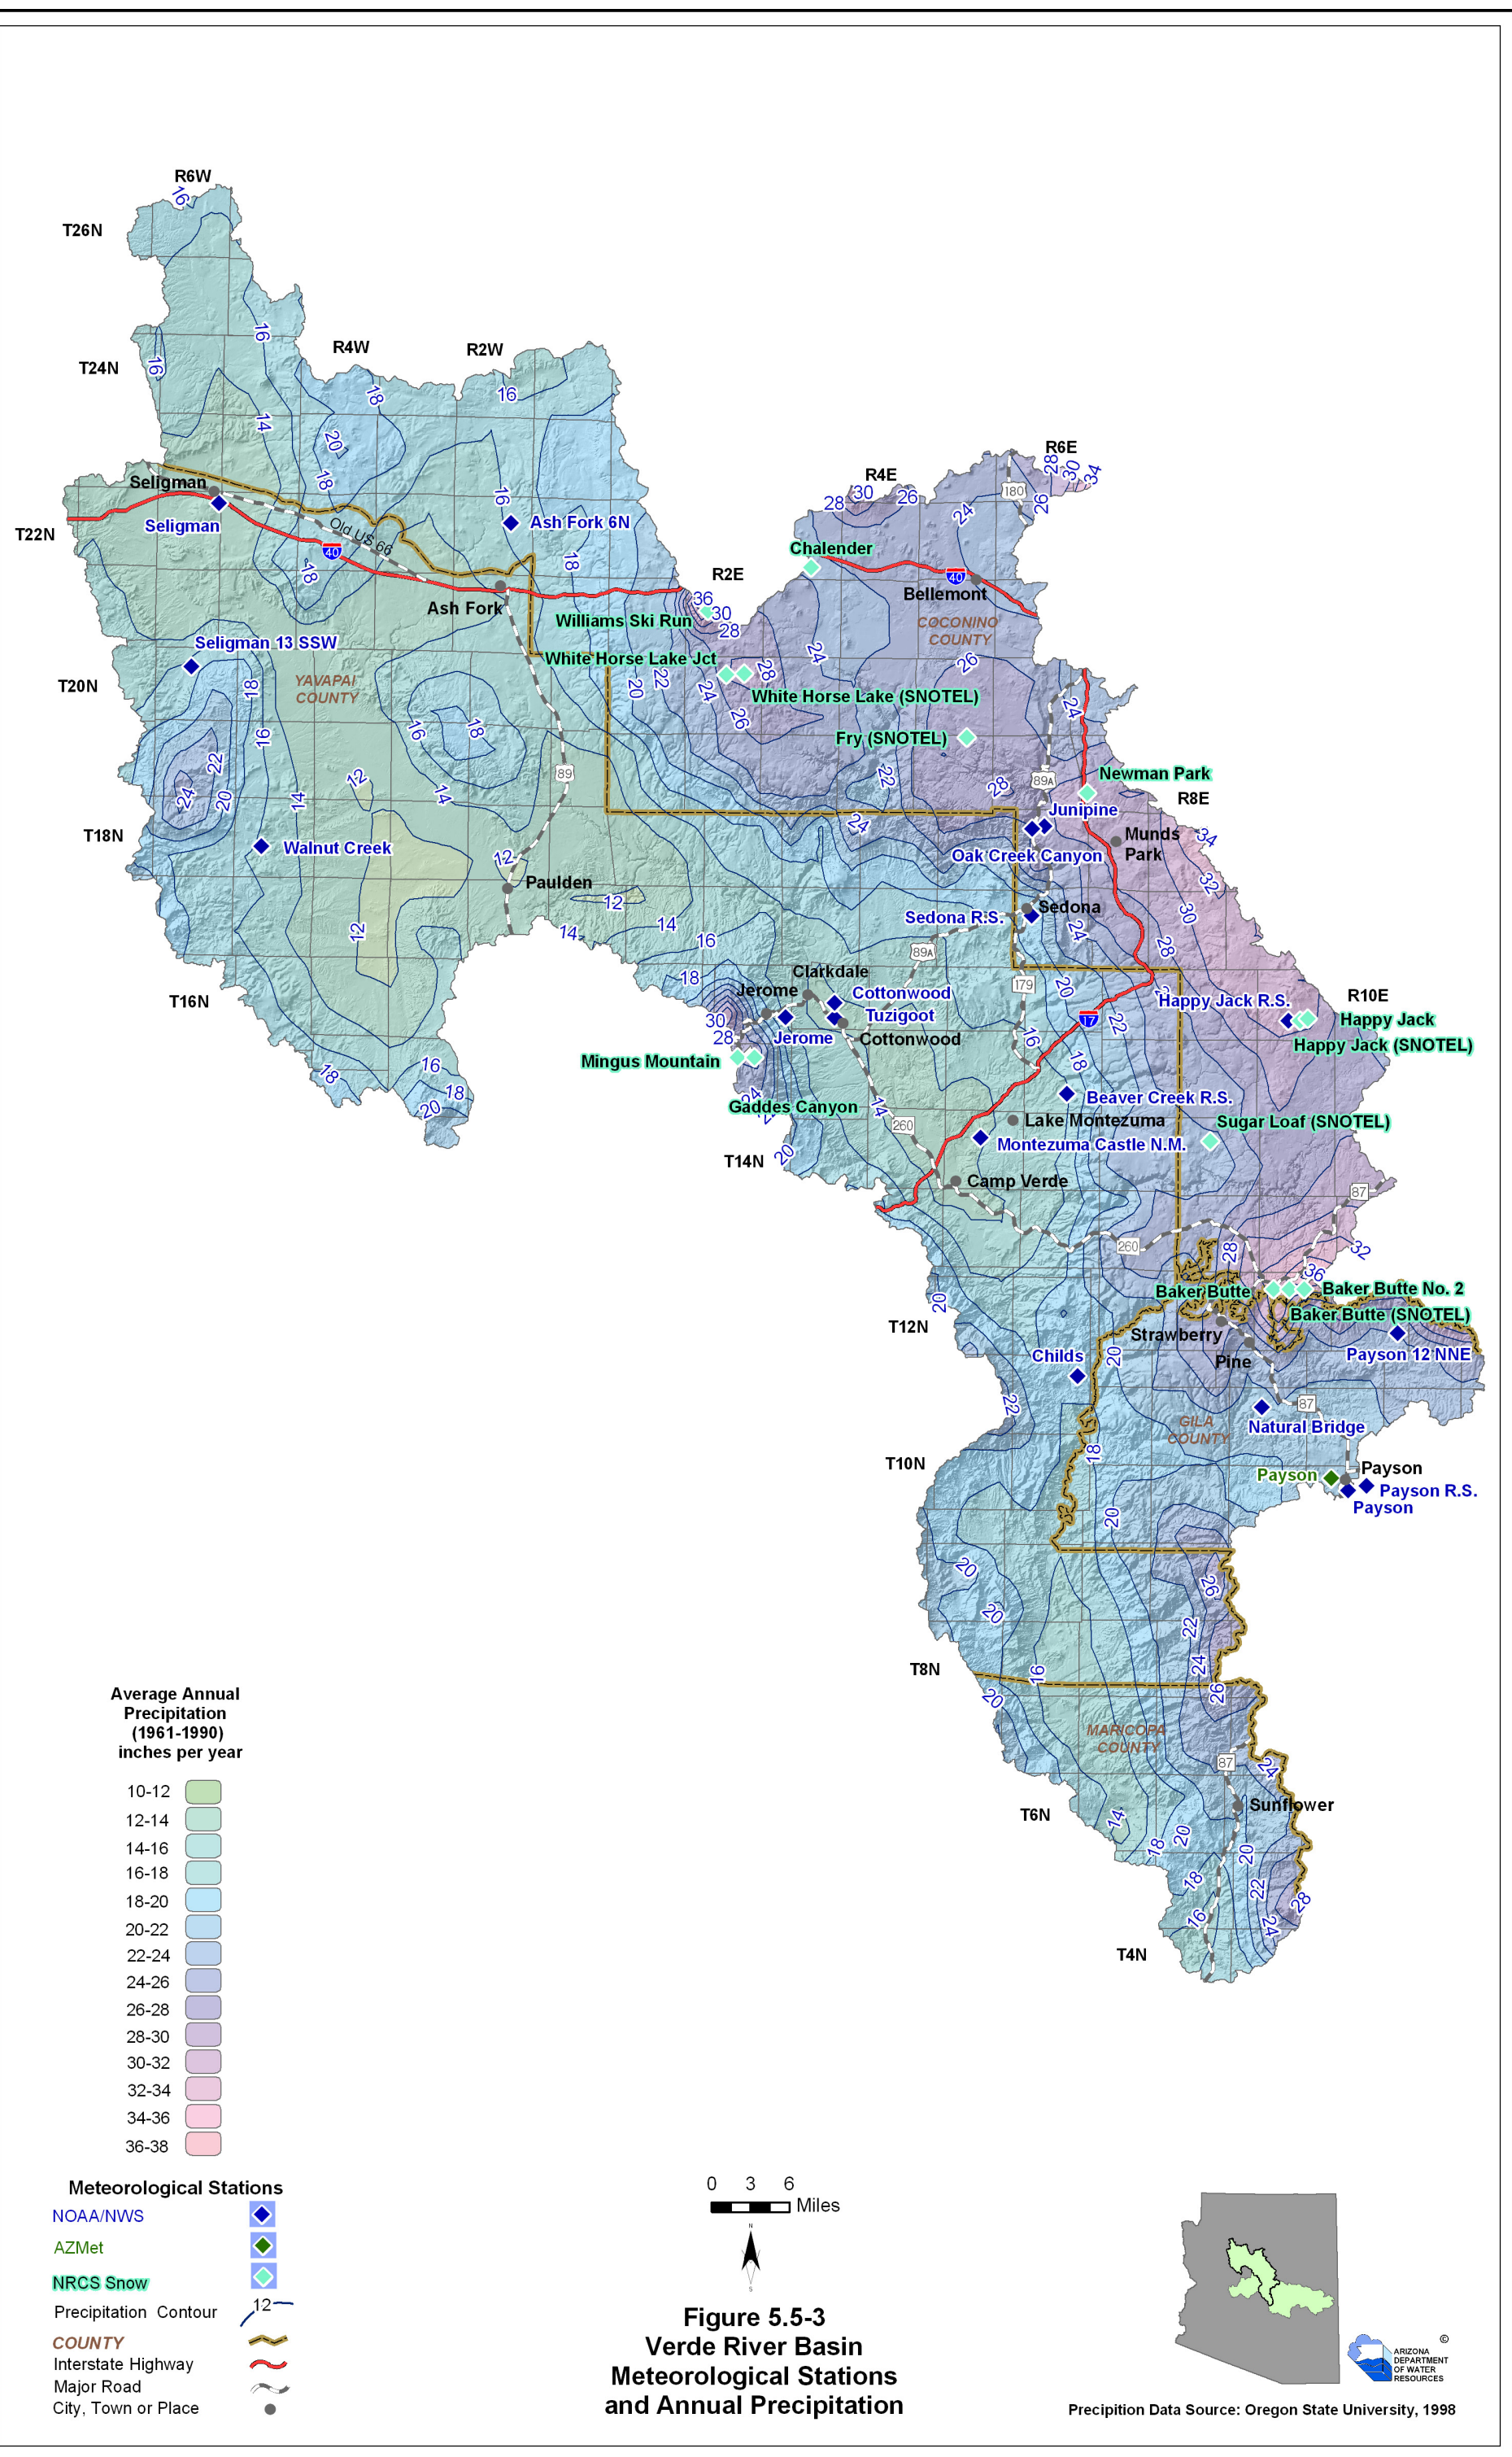 R6W
16
T26N
16
R4W
R2W
T24N
16
18
16
14
20
R6E
28
30
34
R4E
180
26
18
28
30
26
24
Seligman
16
Ash Fork 6N
Seligman
Old US 66
T22N
40
Chalender
18
18
40
R2E
Bellemont
Ash Fork
36
30
Williams Ski Run
28
COCONINO
COUNTY
Seligman 13 SSW
24
White Horse Lake Jct
26
28
T20N
YAVAPAI
COUNTY
18
20
22
24
White Horse Lake (SNOTEL)
24
26
16
18
16
Fry (SNOTEL)
22
89
22
89A
Newman Park
12
28
24
20
14
14
R8E
Junipine
24
T18N
34
Walnut Creek
Munds
Park
Oak Creek Canyon
12
Paulden
32
12
Sedona
30
Sedona R.S.
14
12
14
24
16
89A
28
18
Clarkdale
179
20
T16N
Jerome
Cottonwood
Happy Jack R.S.
R10E
Tuzigoot
30
17
22
Happy Jack
28
Jerome
Cottonwood
16
Happy Jack (SNOTEL)
Mingus Mountain
18
16
18
18
Beaver Creek R.S.
24
Gaddes Canyon
14
20
260
Lake Montezuma
Sugar Loaf (SNOTEL)
Montezuma Castle N.M.
T14N
20
Camp Verde
87
260
28
32
36
Baker Butte
Baker Butte No. 2
20
Baker Butte (SNOTEL)
T12N
Strawberry
Childs
20
Pine
Payson 12 NNE
22
87
GILA
COUNTY
Natural Bridge
18
T10N
Payson
Payson
Payson R.S.
Payson
20
20
26
20
22
T8N
16
24
20
26
MARICOPA
COUNTY
87
24
T6N
14
Sunflower
18
20
20
18
22
28
16
24
T4N
Average Annual
Precipitation
(1961-1990)
inches per year
10-12
12-14
14-16
16-18
18-20
20-22
22-24
24-26
26-28
28-30
30-32
32-34
34-36
36-38
Meteorological Stations
NOAA/NWS
AZMet
NRCS Snow
Precipitation Contour
12
COUNTY
Interstate Highway
Major Road
City, Town or Place
0 3 6
Miles
N
S
Figure 5.5-3
Verde River Basin
Meteorological Stations
and Annual Precipitation
©
ARIZONA
DEPARTMENT
OF WATER
RESOURCES
Precipition Data Source: Oregon State University, 1998